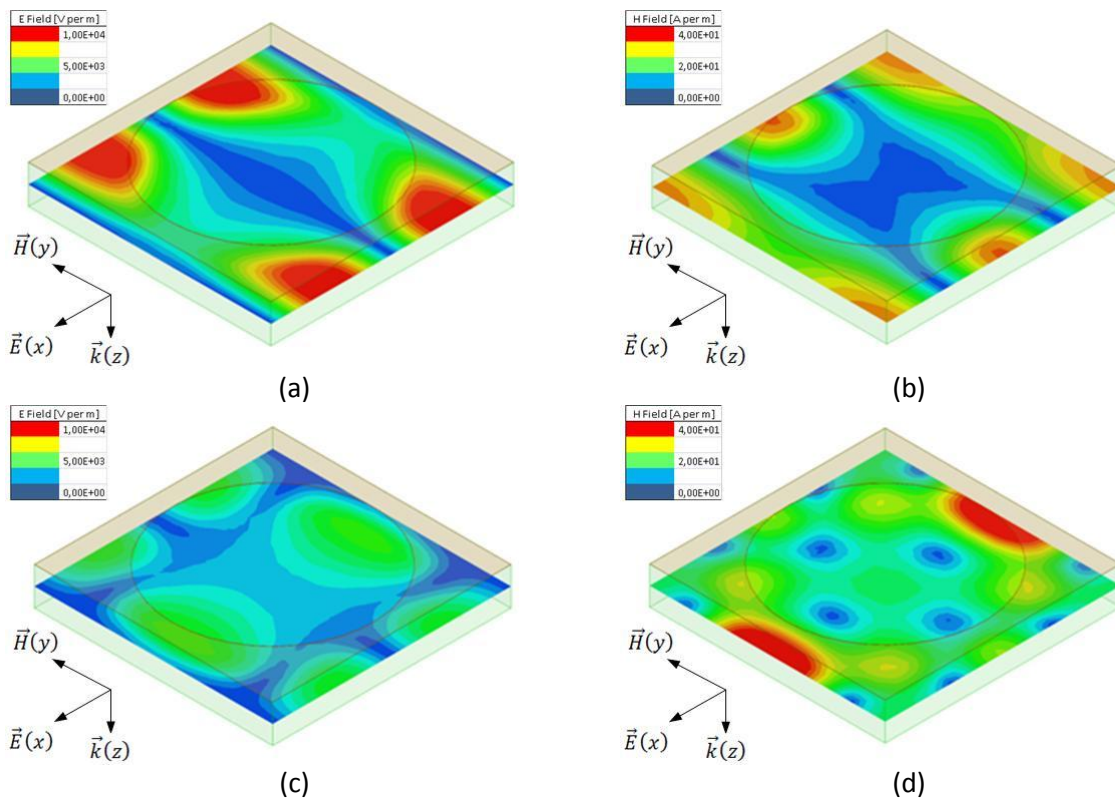 E Field [V per m]
1,00E+04
5,00E+03
0,00E+00
H⃗(y)
E⃗(x)
k⃗(z)
(a)
H Field [A per m]
4,00E+01
2,00E+01
0,00E+00
H⃗(y)
E⃗(x)
k⃗(z)
(b)
E Field [V per m]
1,00E+04
5,00E+03
0,00E+00
H⃗(y)
E⃗(x)
k⃗(z)
(c)
H Field [A per m]
4,00E+01
2,00E+01
0,00E+00
H⃗(y)
E⃗(x)
k⃗(z)
(d)